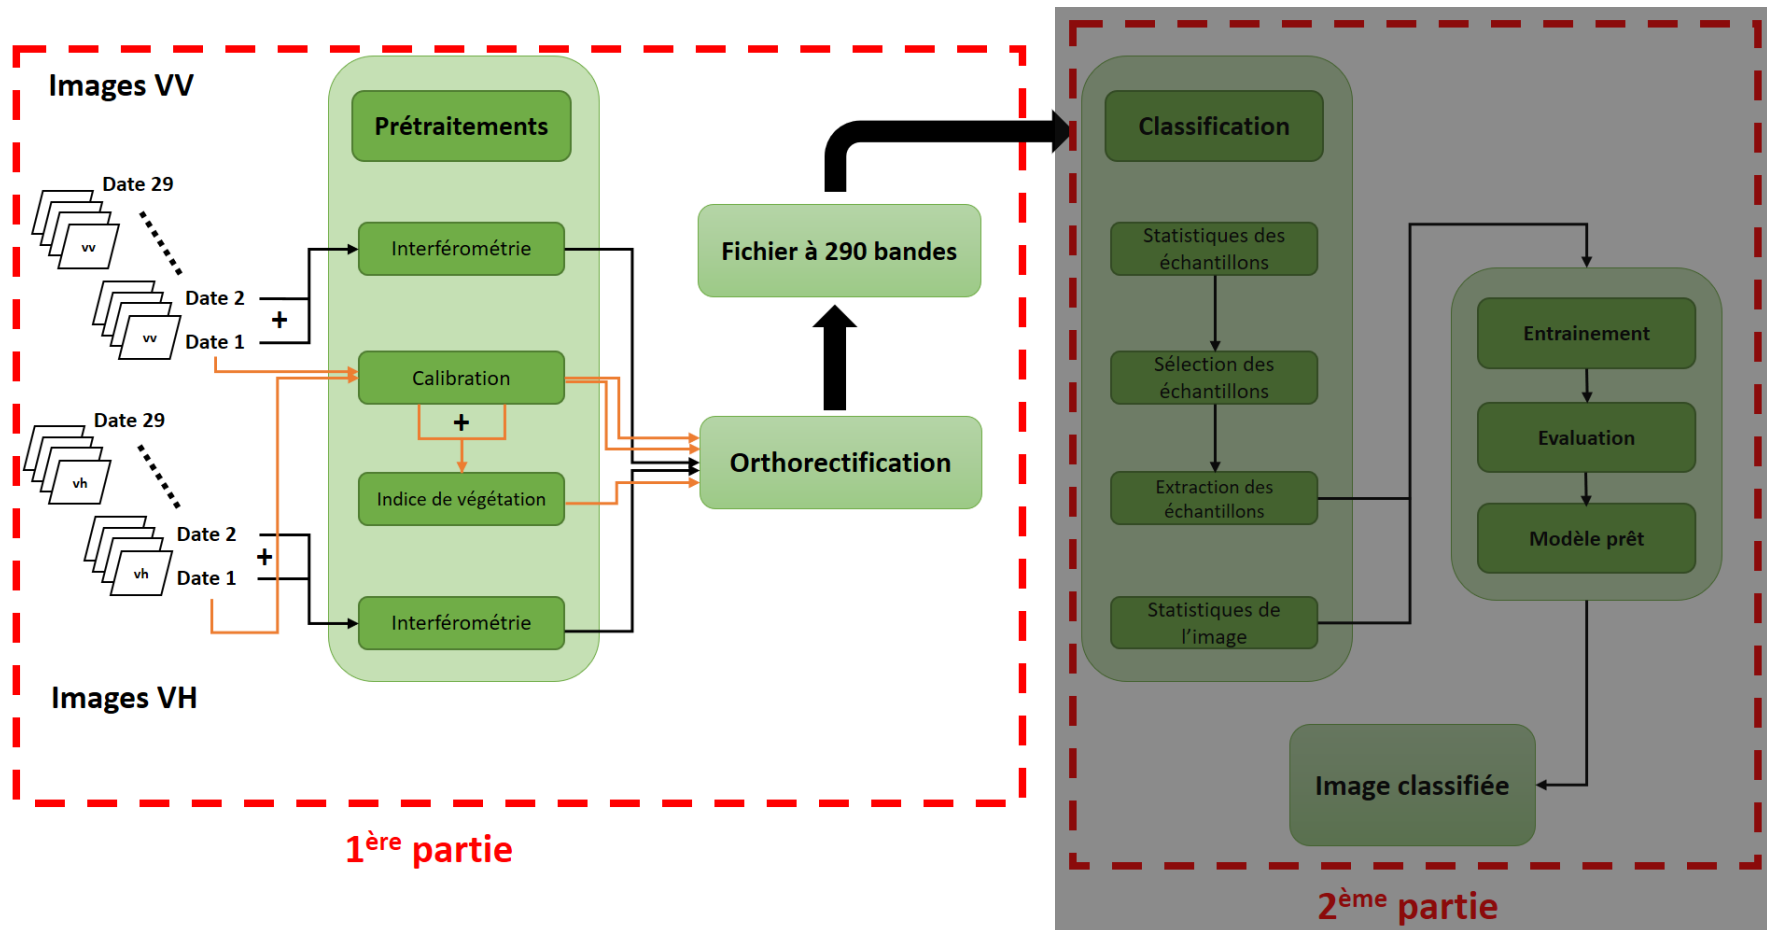 Images VV
Date 29
vv
Date 2
+
Date 1
vv
Date 29
vh
Date 2
+
Date 1
vh
Images VH
Prétraitements
Interférométrie
Calibration
+
Indice de végétation
Interférométrie
Fichier à 290 bandes
Orthorectification
1ère partie
Classification
Statistiques des
échantillons
Sélection des
échantillons
Extraction des
échantillons
Statistiques de
l’image
Entrainement
Evaluation
Modèle prêt
Image classifiée
2ème partie